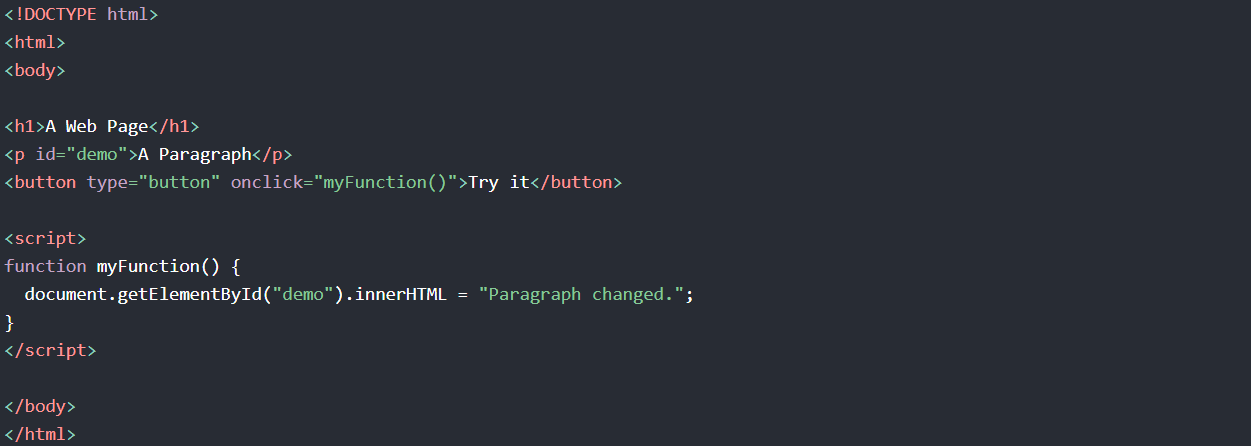 <!DOCTYPE html>
<html>
<body>
<h1>A Web Page</h1>
<p id="demo">A Paragraph</p>
<button type="button" onclick="myFunction()">Try it</button>
<script>
function myFunction() {
  document.getElementById("demo").innerHTML = "Paragraph changed.";
}
</script>
</body>
</html>